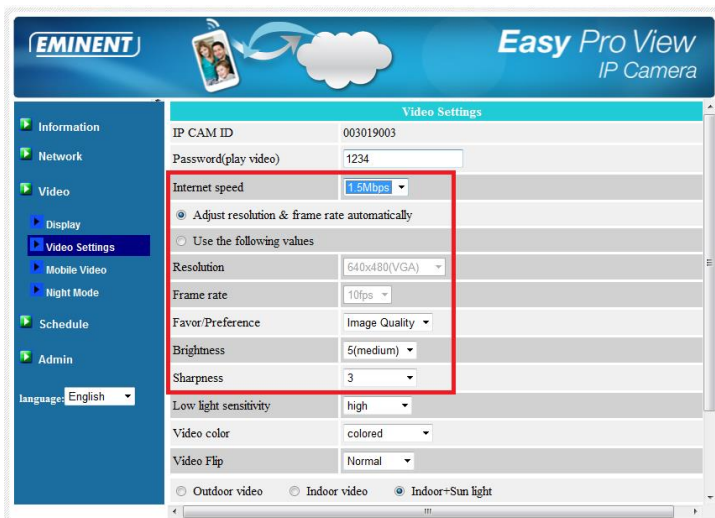 EMINENT
Easy Pro View
IP Camera
Information
Network
Video
Display
Video Settings
Mobile Video
Night Mode
Schedule
Admin
language: English
Video Settings
IP CAM ID 003019003
Password(play video) 1234
Internet speed 1.5Mbps
Adjust resolution & frame rate automatically
Use the following values
Resolution 640x480(VGA)
Frame rate 10fps
Favor/Preference Image Quality
Brightness 5(medium)
Sharpness 3
Low light sensitivity high
Video color colored
Video Flip Normal
Outdoor video Indoor video Indoor+Sun light